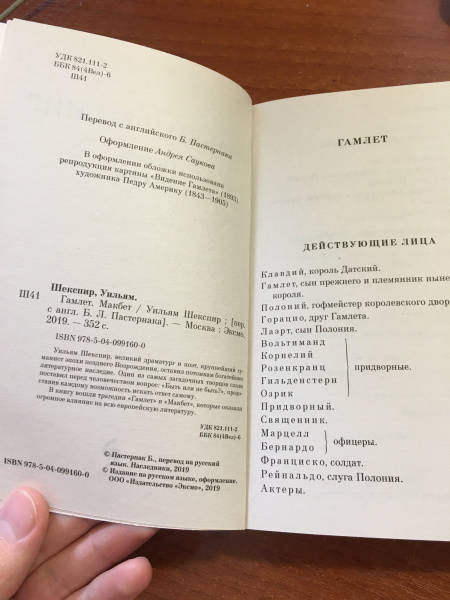 УДК 821.111-2
ББК 84(4Вел)-6
Ш41
Перевод с английского Б. Пастернака
Оформление Андрея Саукова
В оформлении обложки использована
репродукция картины «Видение Гамлета» (1893)
художника Педру Америку (1843–1905)
Шекспир, Уильям.
Ш41 Гамлет. Макбет / Уильям Шекспир ; [пер.
с англ. Б. Л. Пастернака]. — Москва : Эксмо,
2019. — 352 с.
ISBN 978-5-04-099160-0
Уильям Шекспир, великий драматург и поэт, крупнейший гу-
манист эпохи позднего Возрождения, оставил потомкам богатейшее
литературное наследие. Один из самых загадочных творцов слова
поставил перед человечеством вопрос: «Быть или не быть?», предо-
ставив каждому возможность искать ответ самому.
В книгу вошли трагедии «Гамлет» и «Макбет», которые оказали
огромное влияние на всю европейскую литературу.
УДК 821.111-2
ББК 84(4Вел)-6
© Пастернак Б., перевод на русский
язык. Наследники, 2019
© Издание на русском языке, оформление.
ООО «Издательство «Эксмо», 2019
ISBN 978-5-04-099160-0
ГАМЛЕТ
ДЕЙСТВУЮЩИЕ ЛИЦА
Клавдий, король Датский.
Гамлет, сын прежнего и племянник ныне
короля.
Полоний, гофмейстер королевского двор
Горацио, друг Гамлета.
Лаэрт, сын Полония.
Вольтиманд
Корнелий
Розенкранц придворные.
Гильденстерн
Озрик
Придворный.
Священник.
Марцелл
Бернардо офицеры.
Франциско, солдат.
Рейнальдо, слуга Полония.
Актеры.